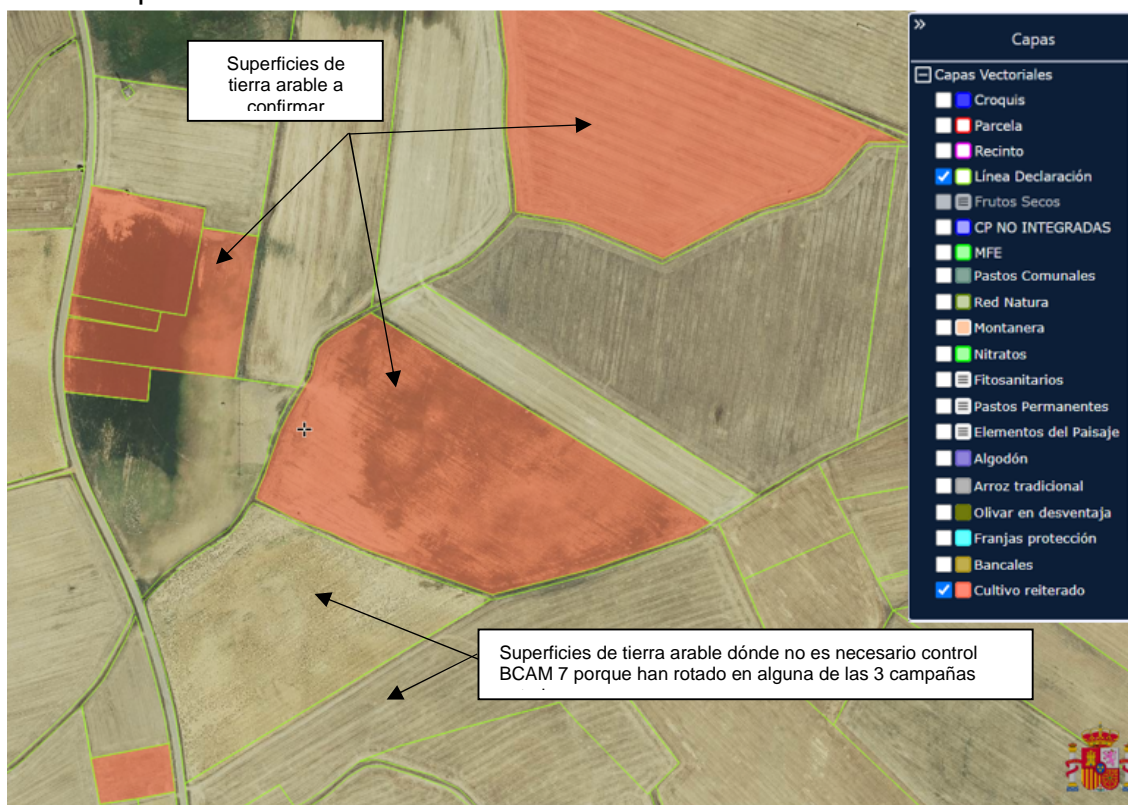 Superficies de
tierra arable a
confirmar
»
Capas
Capas Vectoriales
Croquis
Parcela
Recinto
Línea Declaración
Frutos Secos
CP NO INTEGRADAS
MFE
Pastos Comunales
Red Natura
Montanera
Nitratos
Fitosanitarios
Pastos Permanentes
Elementos del Paisaje
Algodón
Arroz tradicional
Olivar en desventaja
Franjas protección
Bancales
Cultivo reiterado
Superficies de tierra arable dónde no es necesario control
BCAM 7 porque han rotado en alguna de las 3 campañas